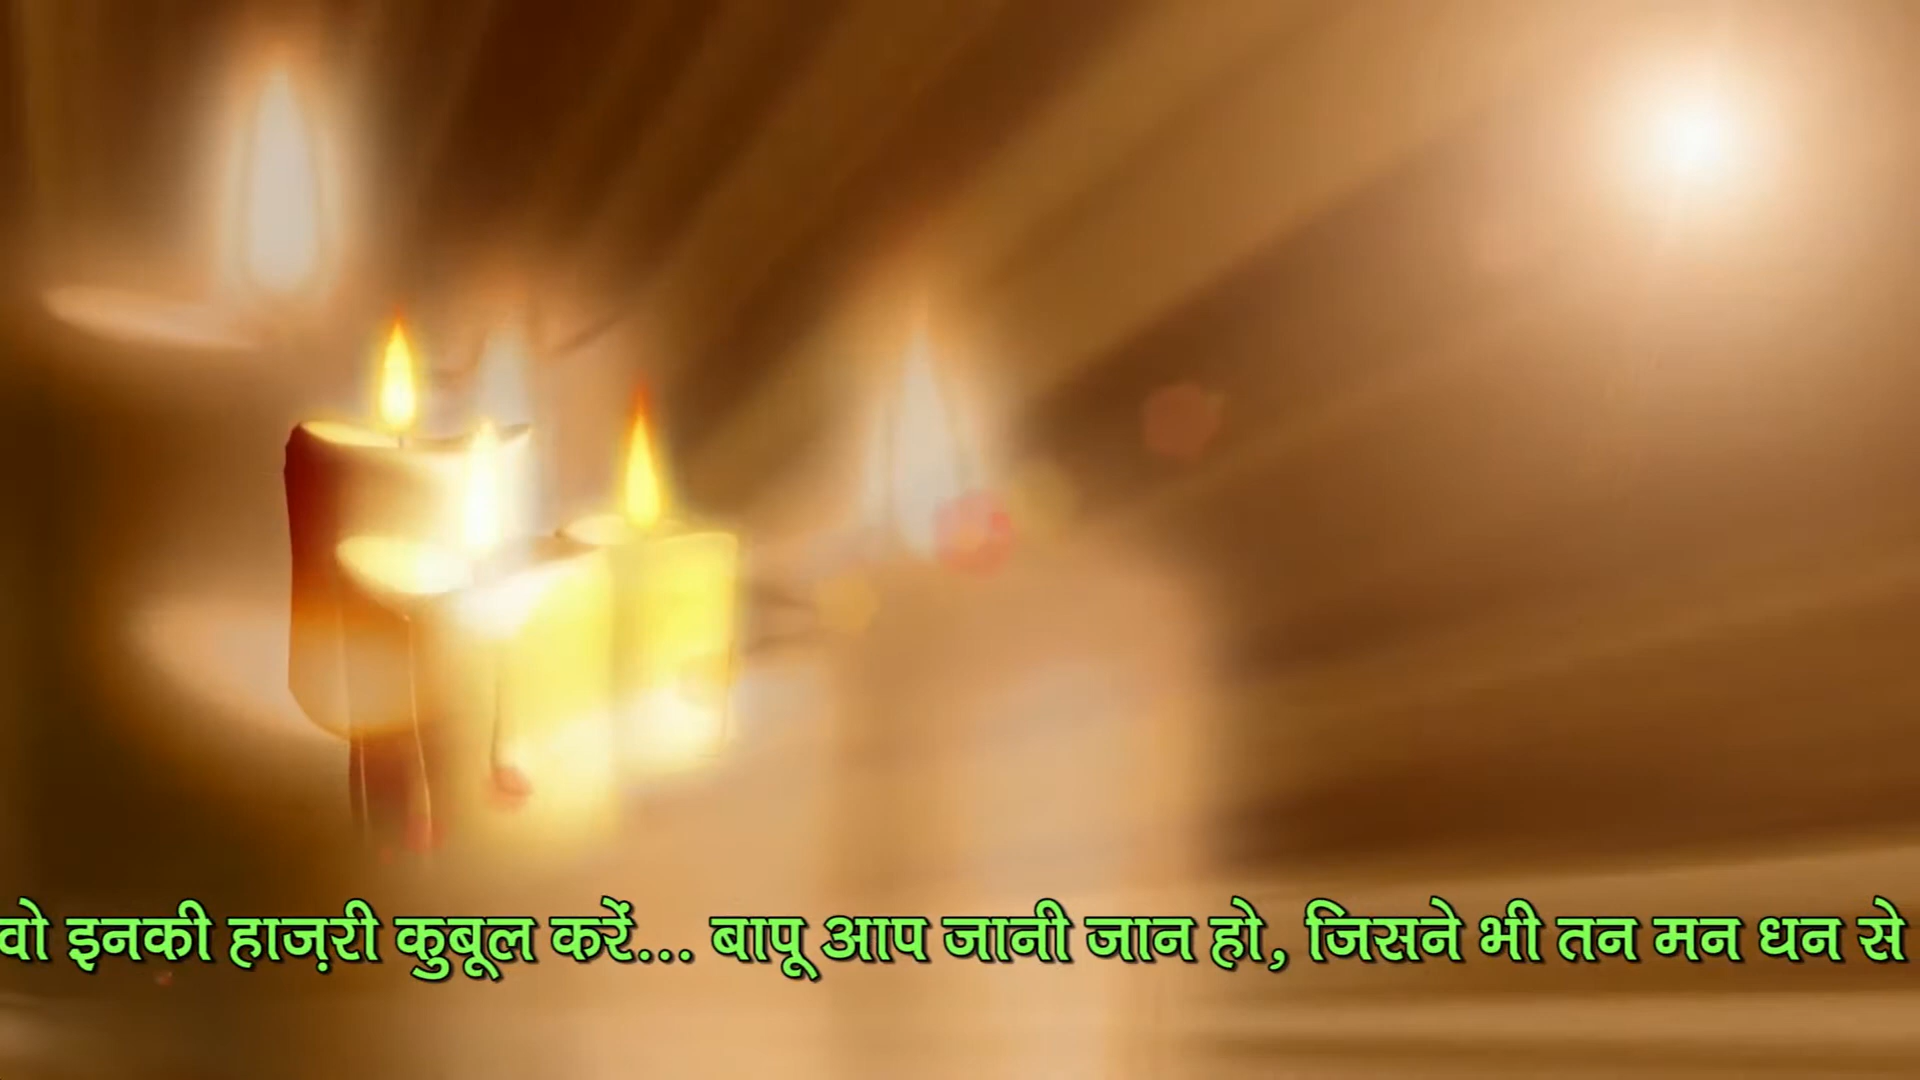 वो इनकी हाज़री कुबूल करें... बापू आप जानी जान हो, जिसने भी तन मन धन से